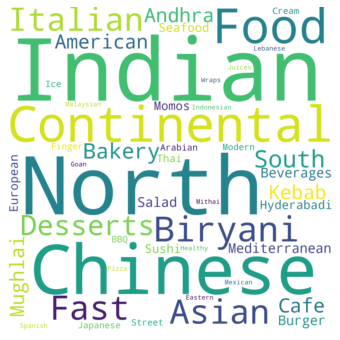 Italian Andhra Food Cream
Seafood
American Lebanese
Indian
Ice Juices Wraps
Malaysian Momos Indonesian
Continental
Finger Bakery Arabian Modern South
Goan Thai
European North Beverages
Salad Kebab
Mithai Hyderabadi
Desserts Biryani
BBQ Sushi Healthy Mediterranean
Mughlai Chinese
Pizza
Eastern Mexican
Fast Asian Cafe
Burger
Spanish Japanese Street